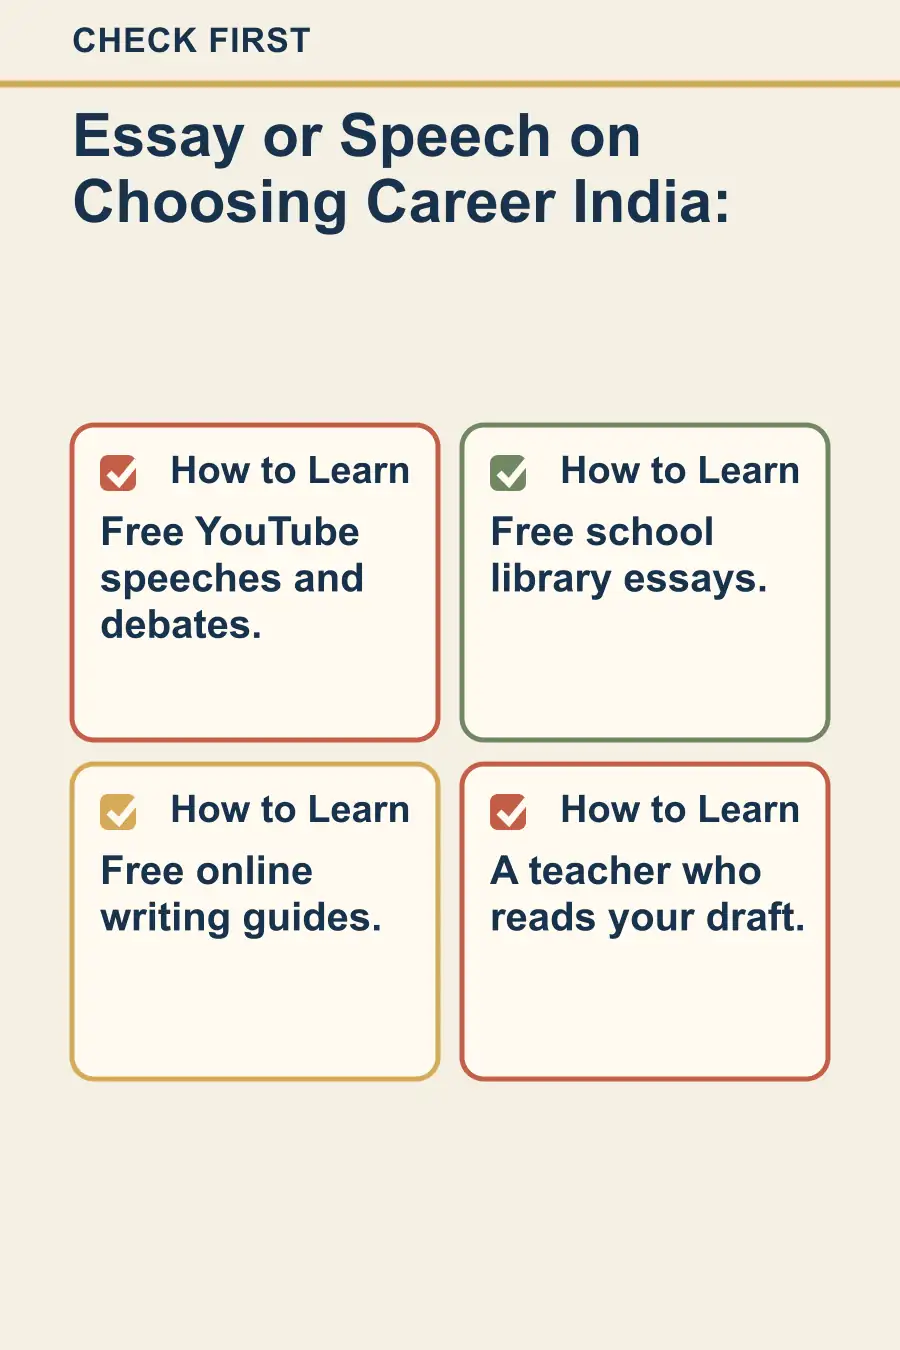 CHECK FIRST
Essay or Speech on
Choosing Career India:
How to Learn
Free YouTube
speeches and
debates.
How to Learn
Free school
library essays.
How to Learn
Free online
writing guides.
How to Learn
A teacher who
reads your draft.